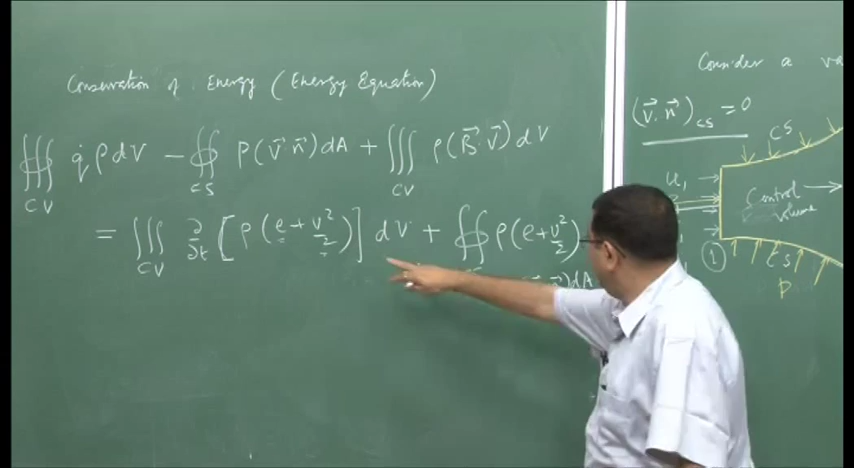 Conservation of Energy (Energy Equation)
∭ q̇ ρ dV − ∯ P(V⃗·n⃗)dA + ∭ ρ(B⃗·V⃗)dV
CV CS CV
= ∭ ∂/∂t [ρ(e + V²/2)] dV + ∯ ρ(e + V²/2)
CV
n⃗)dA
Consider a
(V⃗·n⃗)CS = 0
CS
u₁
Control
Volume
①
CS
P